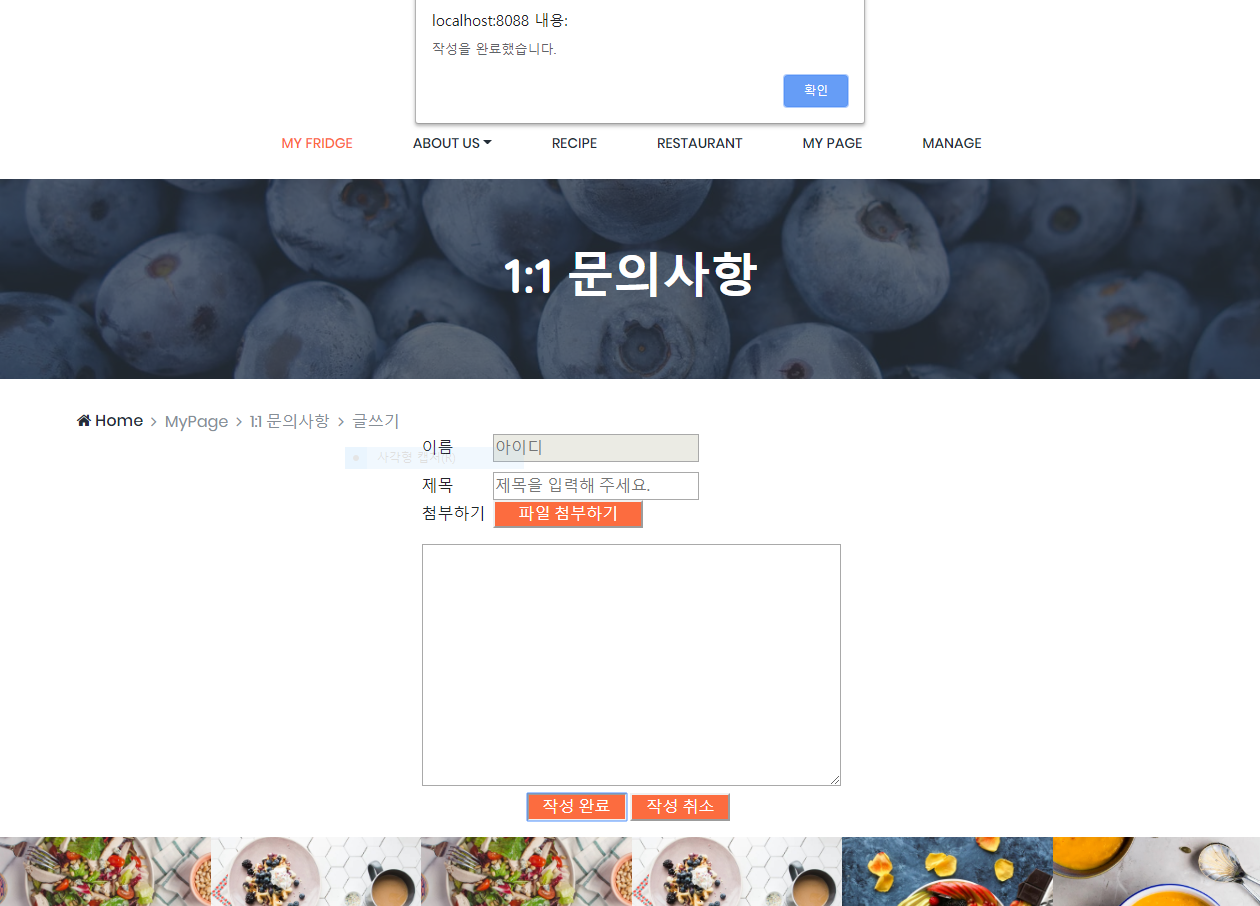 localhost:8088 내용:
작성을 완료했습니다.
확인
MY FRIDGE ABOUT US RECIPE RESTAURANT MY PAGE MANAGE
1:1 문의사항
Home > MyPage > 1:1 문의사항 > 글쓰기
이름 아이디
사각형 캡처(R)
제목 제목을 입력해 주세요.
첨부하기 파일 첨부하기
작성 완료 작성 취소